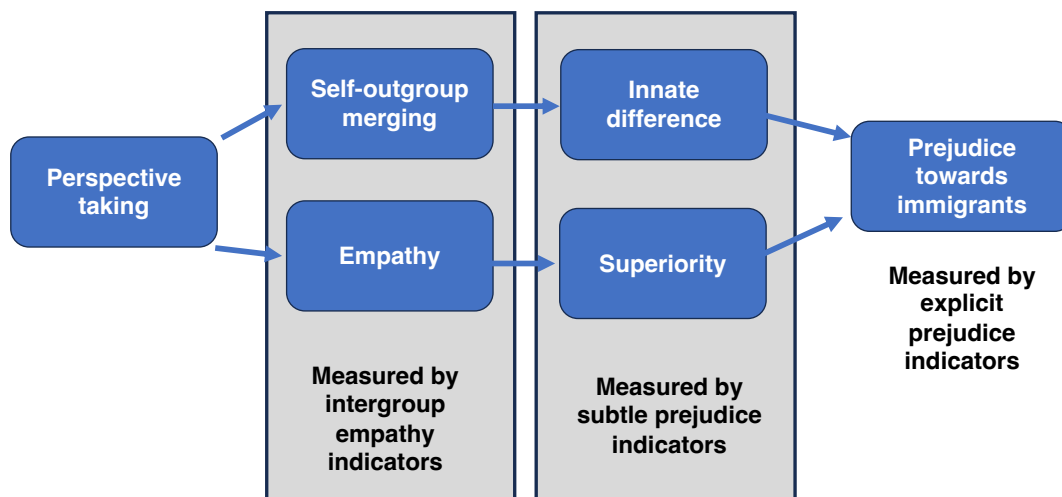 Perspective
taking
Self-outgroup
merging
Empathy
Measured by
intergroup
empathy
indicators
Innate
difference
Superiority
Measured by
subtle prejudice
indicators
Prejudice
towards
immigrants
Measured by
explicit
prejudice
indicators